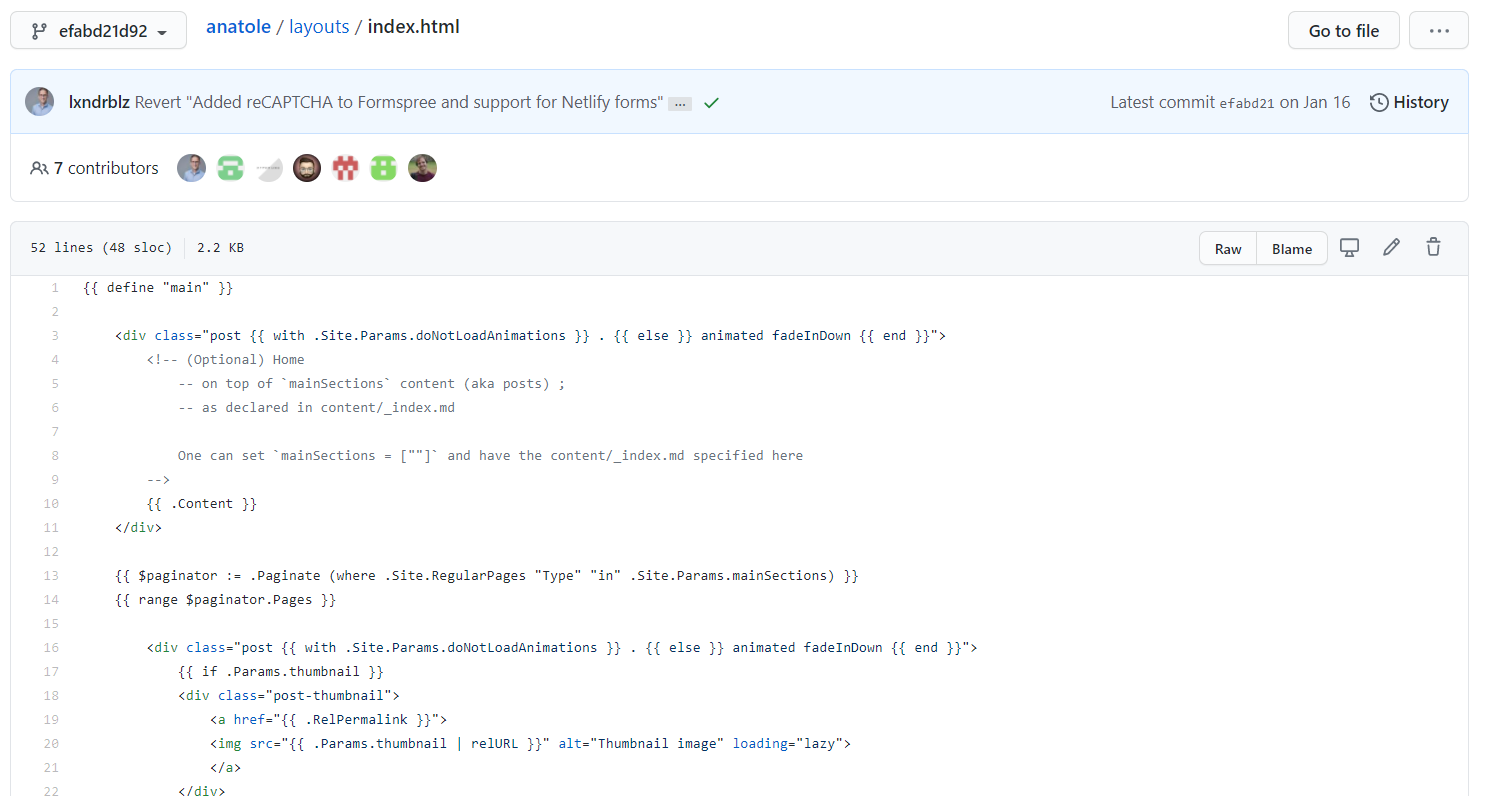 efabd21d92
anatole / layouts / index.html
Go to file
...
lxndrblz Revert "Added reCAPTCHA to Formspree and support for Netlify forms" ...
Latest commit efabd21 on Jan 16
History
7 contributors
52 lines (48 sloc)
2.2 KB
Raw
Blame
1 {{ define "main" }}
2
3 <div class="post {{ with .Site.Params.doNotLoadAnimations }} . {{ else }} animated fadeInDown {{ end }}">
4 <!-- (Optional) Home
5 -- on top of `mainSections` content (aka posts) ;
6 -- as declared in content/_index.md
7
8 One can set `mainSections = [""]` and have the content/_index.md specified here
9 -->
10 {{ .Content }}
11 </div>
12
13 {{ $paginator := .Paginate (where .Site.RegularPages "Type" "in" .Site.Params.mainSections) }}
14 {{ range $paginator.Pages }}
15
16 <div class="post {{ with .Site.Params.doNotLoadAnimations }} . {{ else }} animated fadeInDown {{ end }}">
17 {{ if .Params.thumbnail }}
18 <div class="post-thumbnail">
19 <a href="{{ .RelPermalink }}">
20 <img src="{{ .Params.thumbnail | relURL }}" alt="Thumbnail image" loading="lazy">
21 </a>
22 </div>